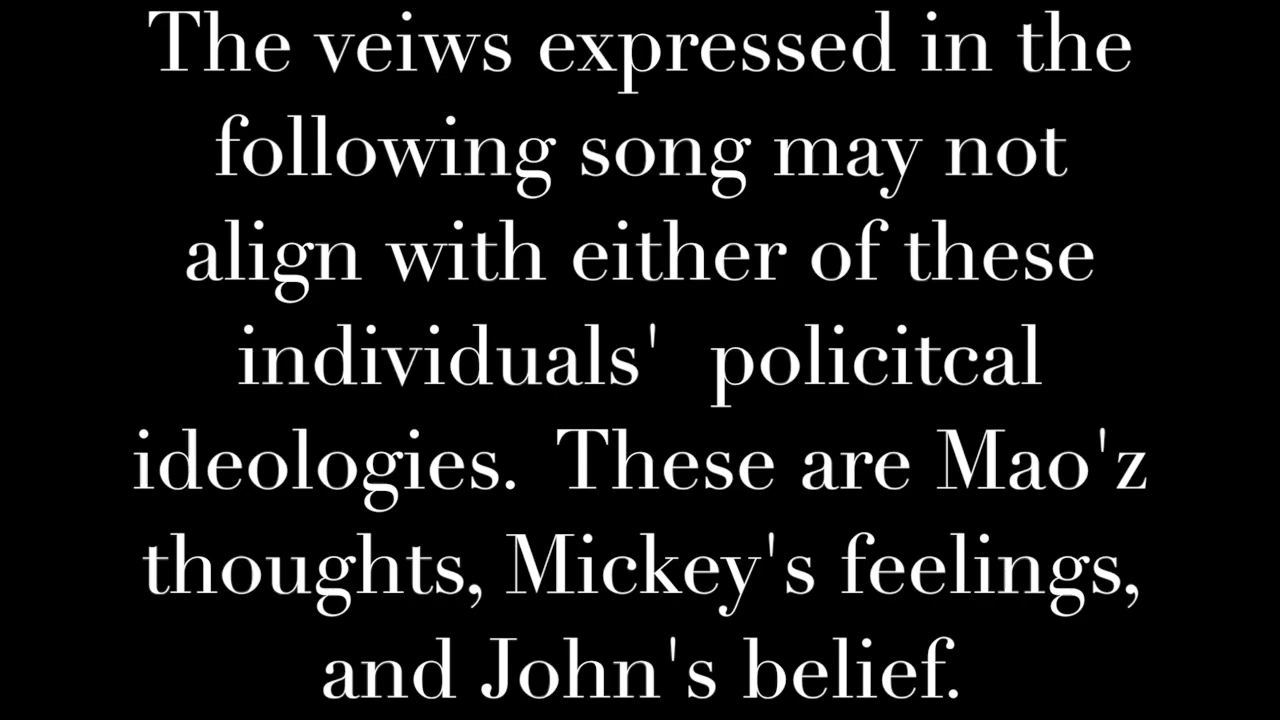 The veiws expressed in the
following song may not
align with either of these
individuals'  policitcal
ideologies.  These are Mao'z
thoughts, Mickey's feelings,
and John's belief.